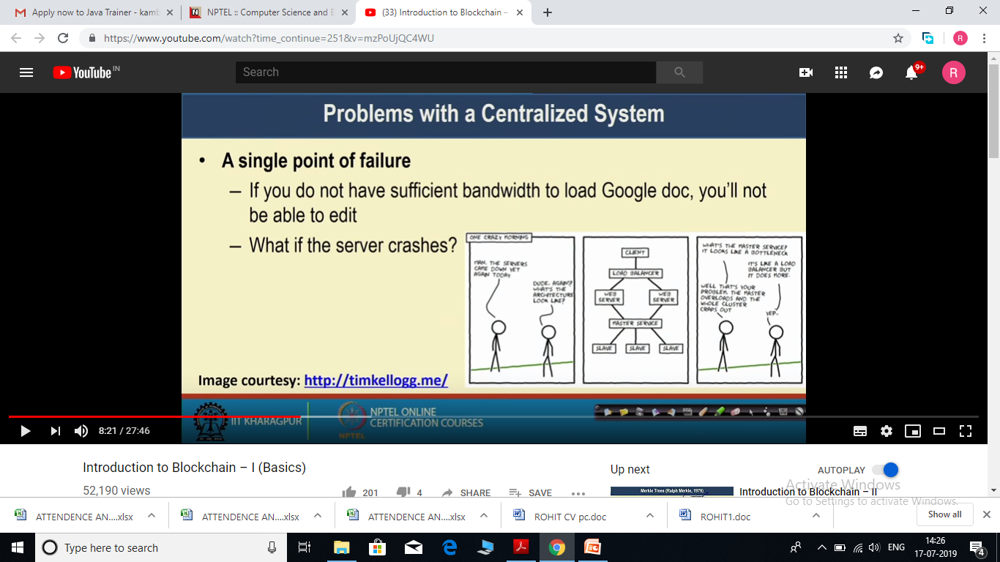 Apply now to Java Trainer - kamb
NPTEL :: Computer Science and E
(33) Introduction to Blockchain –
https://www.youtube.com/watch?time_continue=251&v=mzPoUjQC4WU
R
YouTube IN
Search
9+
R
Problems with a Centralized System
• A single point of failure
– If you do not have sufficient bandwidth to load Google doc, you'll not
be able to edit
– What if the server crashes?
ONE CRAZY MORNING
MAN, THE SERVERS
CAME DOWN YET
AGAIN TODAY
DUDE, AGAIN?
WHAT'S THE
ARCHITECTURE
LOOK LIKE?
CLIENT
LOAD BALANCER
WEB SERVER
WEB SERVER
MASTER SERVICE
SLAVE SLAVE SLAVE
WHAT'S THE MASTER SERVICE?
IT LOOKS LIKE A BOTTLENECK
IT'S LIKE A LOAD
BALANCER BUT
IT DOES MORE.
WELL THAT'S YOUR
PROBLEM. THE MASTER
OVERLOADS AND THE
WHOLE CLUSTER
CRAPS OUT
YEP-
Image courtesy: http://timkellogg.me/
IIT KHARAGPUR
NPTEL
NPTEL ONLINE
CERTIFICATION COURSES
8:21 / 27:46
Introduction to Blockchain – I (Basics)
52,190 views
201
4
SHARE
SAVE
Up next
AUTOPLAY
Merkle Trees (Ralph Merkle, 1979)
Introduction to Blockchain – II
Activate Windows
Go to Settings to activate Windows.
ATTENDENCE AN....xlsx
ATTENDENCE AN....xlsx
ATTENDENCE AN....xlsx
ROHIT CV pc.doc
ROHIT1.doc
Show all
Type here to search
ENG
14:26
17-07-2019
4